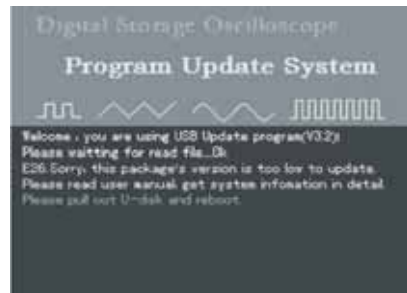 Digital Storage Oscilloscope
Program Update System
Welcome , you are using USB Update program(V3.2):
Please waitting for read file...Ok
E26:Sorry, this package's version is too low to update.
Please read user manual get system infomation in detail
Please pull out U-disk and reboot.